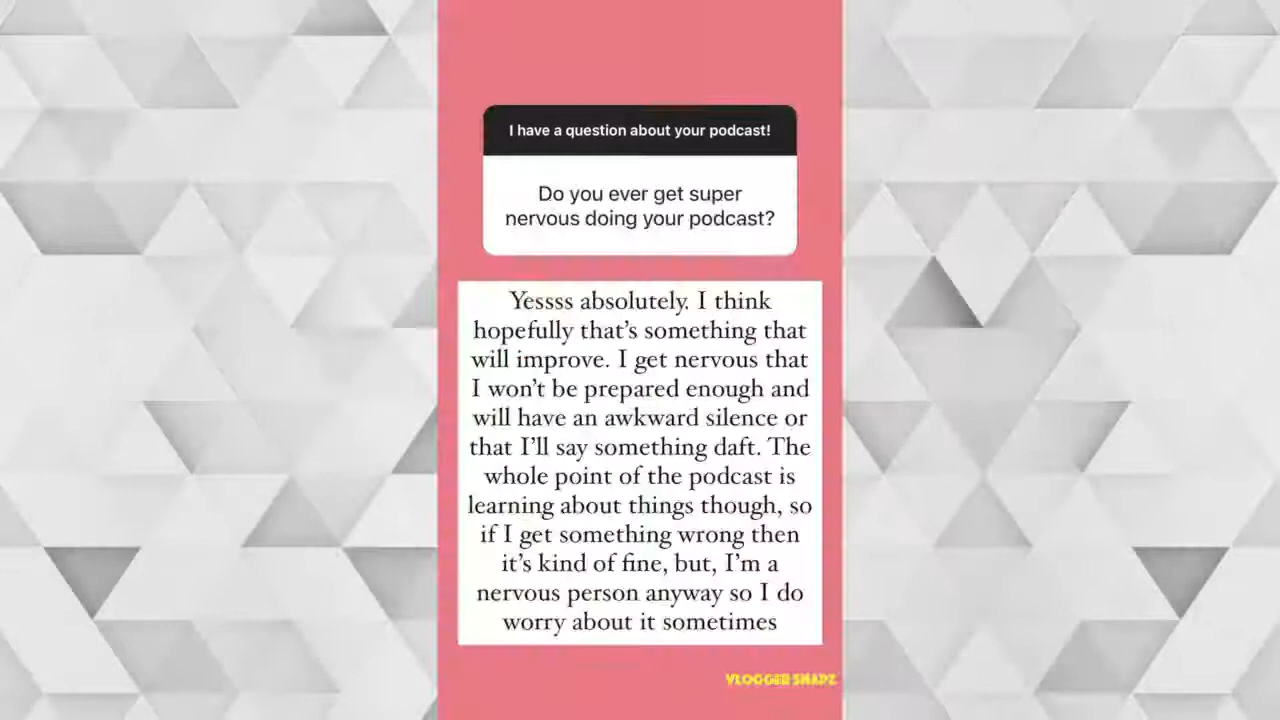 I have a question about your podcast!
Do you ever get super
nervous doing your podcast?
Yessss absolutely. I think
hopefully that's something that
will improve. I get nervous that
I won't be prepared enough and
will have an awkward silence or
that I'll say something daft. The
whole point of the podcast is
learning about things though, so
if I get something wrong then
it's kind of fine, but, I'm a
nervous person anyway so I do
worry about it sometimes
VLOGGER SNAPZ